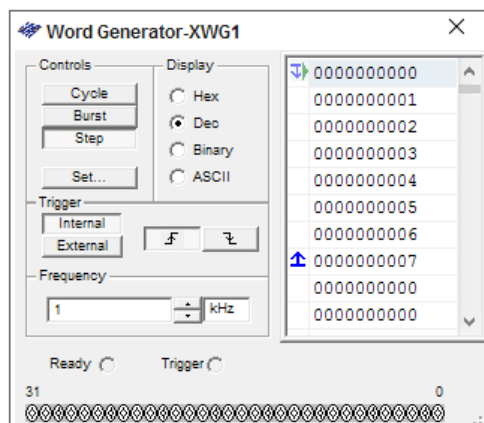 Word Generator-XWG1
Controls
Cycle
Burst
Step
Set...
Display
Hex
Dec
Binary
ASCII
Trigger
Internal
External
Frequency
1
kHz
Ready
Trigger
31
0
0000000000
0000000001
0000000002
0000000003
0000000004
0000000005
0000000006
0000000007
0000000000
0000000000